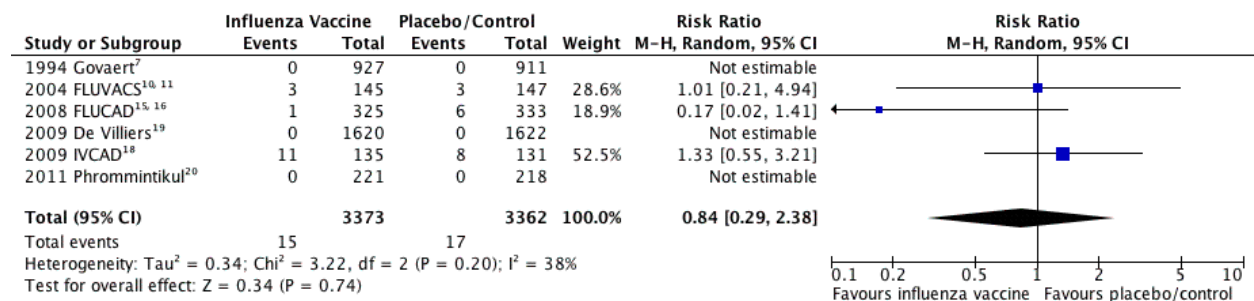 Influenza Vaccine Placebo/Control Risk Ratio Risk Ratio
Study or Subgroup Events Total Events Total Weight M-H, Random, 95% CI M-H, Random, 95% CI
1994 Govaert⁷ 0 927 0 911 Not estimable
2004 FLUVACS¹⁰, ¹¹ 3 145 3 147 28.6% 1.01 [0.21, 4.94]
2008 FLUCAD¹⁵, ¹⁶ 1 325 6 333 18.9% 0.17 [0.02, 1.41]
2009 De Villiers¹⁹ 0 1620 0 1622 Not estimable
2009 IVCAD¹⁸ 11 135 8 131 52.5% 1.33 [0.55, 3.21]
2011 Phrommintikul²⁰ 0 221 0 218 Not estimable
Total (95% CI) 3373 3362 100.0% 0.84 [0.29, 2.38]
Total events 15 17
Heterogeneity: Tau² = 0.34; Chi² = 3.22, df = 2 (P = 0.20); I² = 38%
Test for overall effect: Z = 0.34 (P = 0.74)
0.1 0.2 0.5 1 2 5 10
Favours influenza vaccine Favours placebo/control